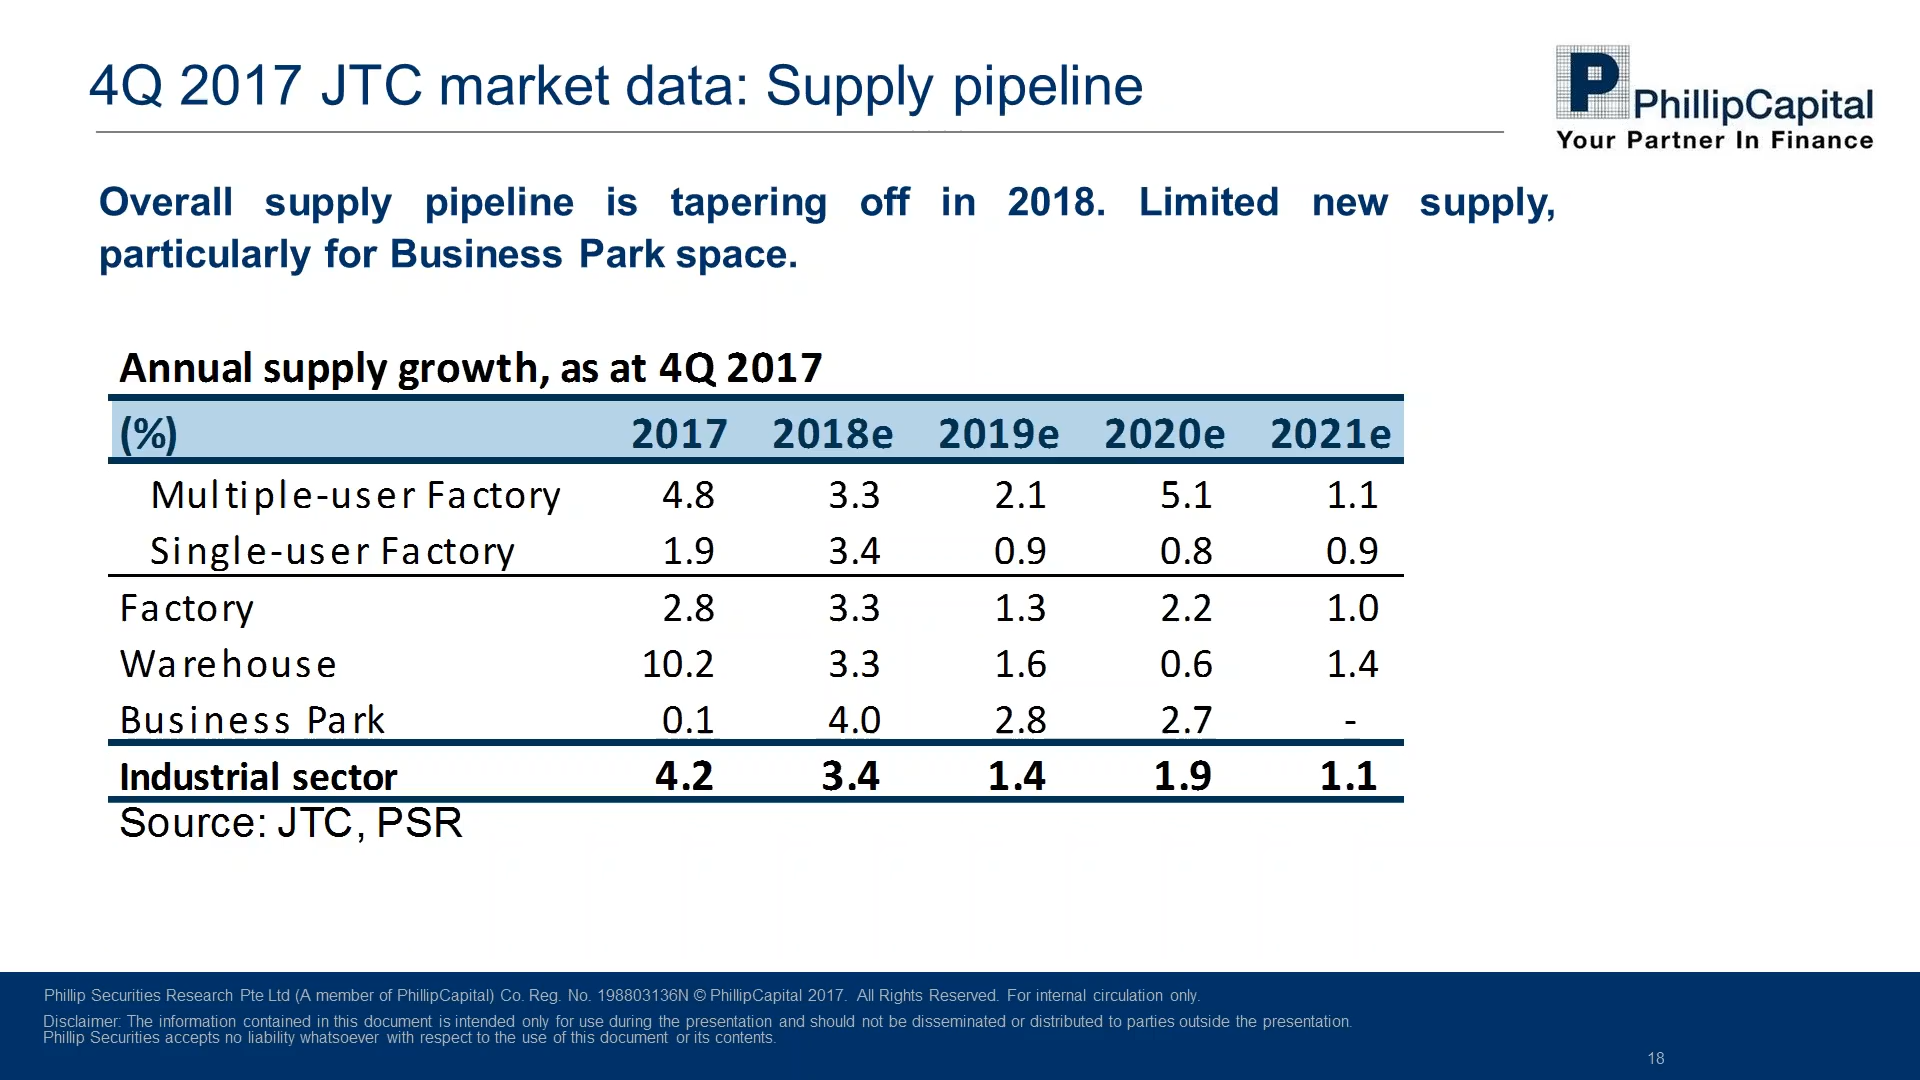 4Q 2017 JTC market data: Supply pipeline
PhillipCapital
Your Partner In Finance
Overall supply pipeline is tapering off in 2018. Limited new supply,
particularly for Business Park space.
Annual supply growth, as at 4Q 2017
(%) 2017 2018e 2019e 2020e 2021e
Multiple-user Factory 4.8 3.3 2.1 5.1 1.1
Single-user Factory 1.9 3.4 0.9 0.8 0.9
Factory 2.8 3.3 1.3 2.2 1.0
Warehouse 10.2 3.3 1.6 0.6 1.4
Business Park 0.1 4.0 2.8 2.7 -
Industrial sector 4.2 3.4 1.4 1.9 1.1
Source: JTC, PSR
Phillip Securities Research Pte Ltd (A member of PhillipCapital) Co. Reg. No. 198803136N © PhillipCapital 2017. All Rights Reserved. For internal circulation only.
Disclaimer: The information contained in this document is intended only for use during the presentation and should not be disseminated or distributed to parties outside the presentation.
Phillip Securities accepts no liability whatsoever with respect to the use of this document or its contents.
18